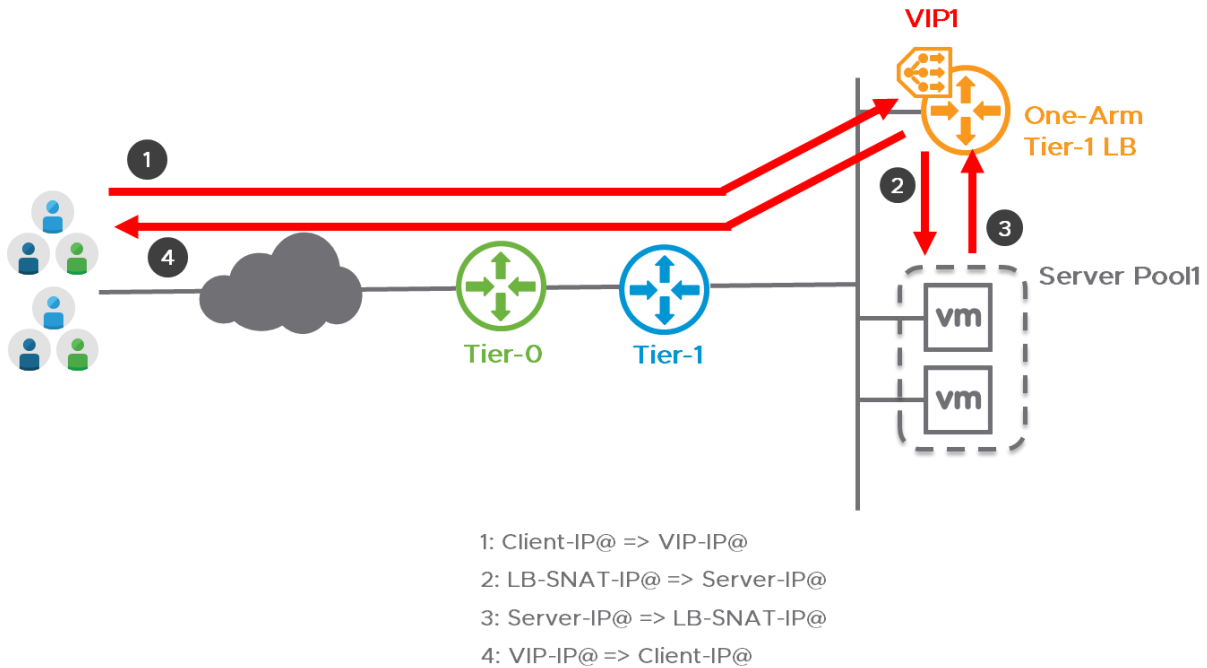 VIP1
One-Arm
Tier-1 LB
1
2
3
4
Server Pool1
vm
Tier-0
Tier-1
vm
1: Client-IP@ => VIP-IP@
2: LB-SNAT-IP@ => Server-IP@
3: Server-IP@ => LB-SNAT-IP@
4: VIP-IP@ => Client-IP@